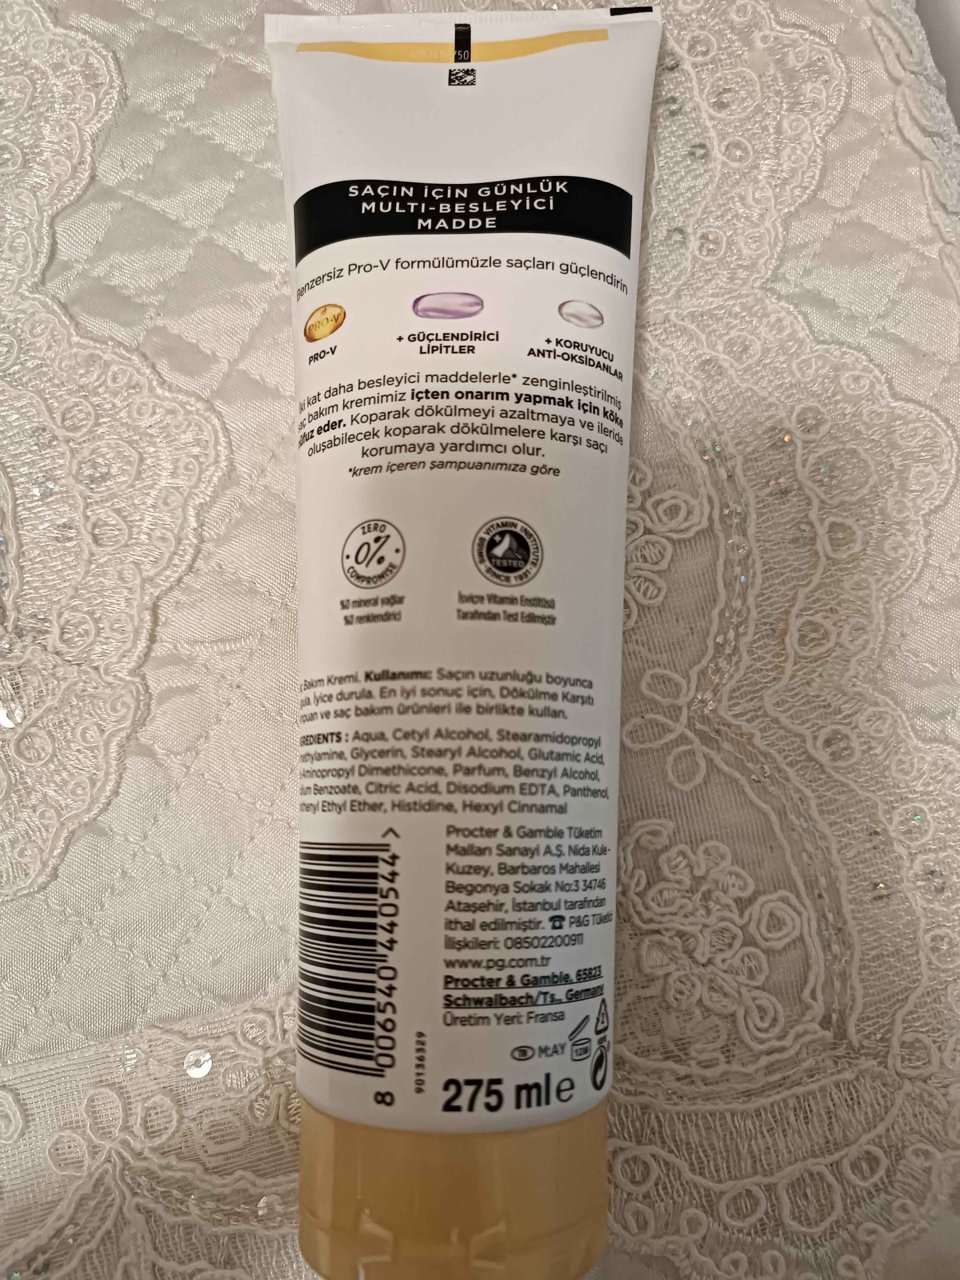 SAÇIN İÇİN GÜNLÜK
MULTI-BESLEYİCİ
MADDE
Benzersiz Pro-V formülümüzle saçları güçlendirin
PRO-V
PRO-V
+ GÜÇLENDİRİCİ
LİPİTLER
+ KORUYUCU
ANTİ-OKSİDANLAR
İki kat daha besleyici maddelerle* zenginleştirilmiş
saç bakım kremimiz içten onarım yapmak için köke
nüfuz eder. Koparak dökülmeyi azaltmaya ve ileride
oluşabilecek koparak dökülmelere karşı saçı
korumaya yardımcı olur.
*krem içeren şampuanımıza göre
ZERO
0%
COMPROMISE
%0 mineral yağlar
%0 renklendirici
SWISS VITAMIN INSTITUTE
TESTED
SINCE 1931
İsviçre Vitamin Enstitüsü
Tarafından Test Edilmiştir
Bakım Kremi. Kullanımı: Saçın uzunluğu boyunca
İyice durula. En iyi sonuç için, Dökülme Karşıtı
ve saç bakım ürünleri ile birlikte kullan.
: Aqua, Cetyl Alcohol, Stearamidopropyl
Glycerin, Stearyl Alcohol, Glutamic Acid,
Dimethicone, Parfum, Benzyl Alcohol,
Benzoate, Citric Acid, Disodium EDTA, Panthenol,
Ethyl Ether, Histidine, Hexyl Cinnamal
Procter & Gamble Tüketim
Malları Sanayi A.Ş. Nida Kule-
Kuzey, Barbaros Mahallesi
Begonya Sokak No:3 34746
Ataşehir, İstanbul tarafından
ithal edilmiştir. ☎ P&G Tüketici
İlişkileri: 08502200911
www.pg.com.tr
Procter & Gamble, 65823
Schwalbach/Ts., Germany
Üretim Yeri: Fransa
TR M:AY 12M
275 ml e
8 006540 440544 >
90136329